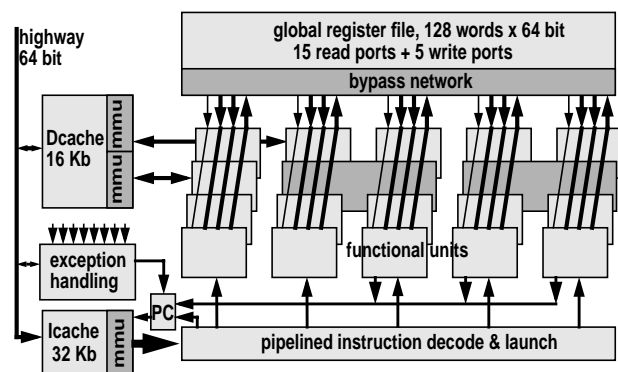 highway
64 bit
global register file, 128 words x 64 bit
15 read ports + 5 write ports
bypass network
Dcache
16 Kb
mmu
mmu
functional units
exception
handling
PC
Icache
32 Kb
mmu
pipelined instruction decode & launch